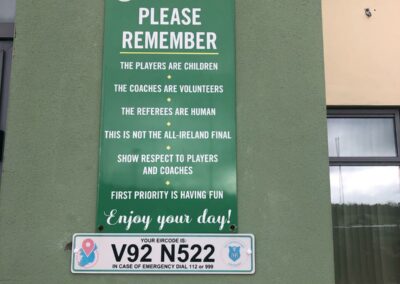 PLEASE
REMEMBER
THE PLAYERS ARE CHILDREN
THE COACHES ARE VOLUNTEERS
THE REFEREES ARE HUMAN
THIS IS NOT THE ALL-IRELAND FINAL
SHOW RESPECT TO PLAYERS
AND COACHES
FIRST PRIORITY IS HAVING FUN
Enjoy your day!
YOUR EIRCODE IS:
V92 N522
IN CASE OF EMERGENCY DIAL 112 or 999